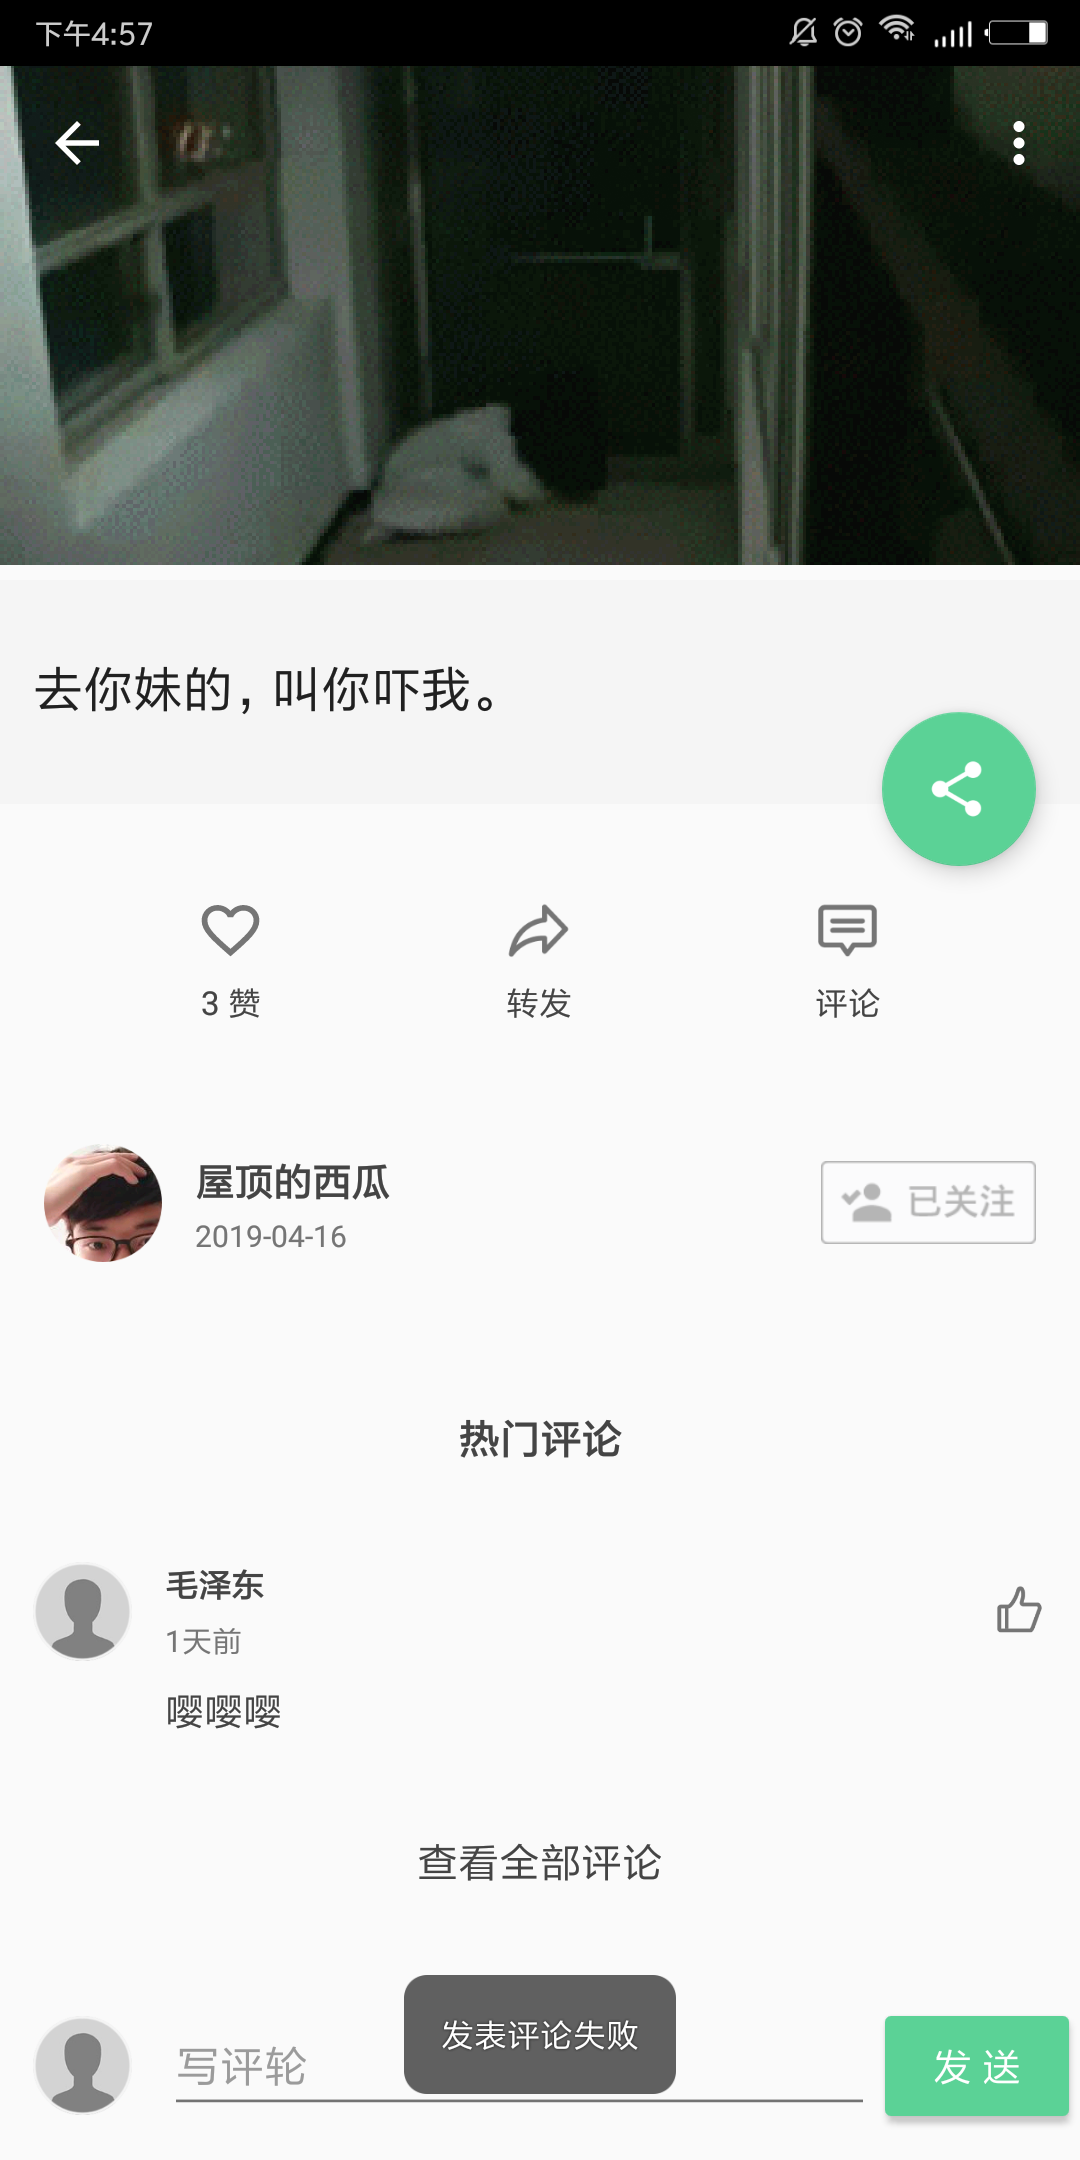 下午4:57
去你妹的，叫你吓我。
3 赞
转发
评论
屋顶的西瓜
2019-04-16
已关注
热门评论
毛泽东
1天前
嘤嘤嘤
查看全部评论
发表评论失败
写评轮
发 送